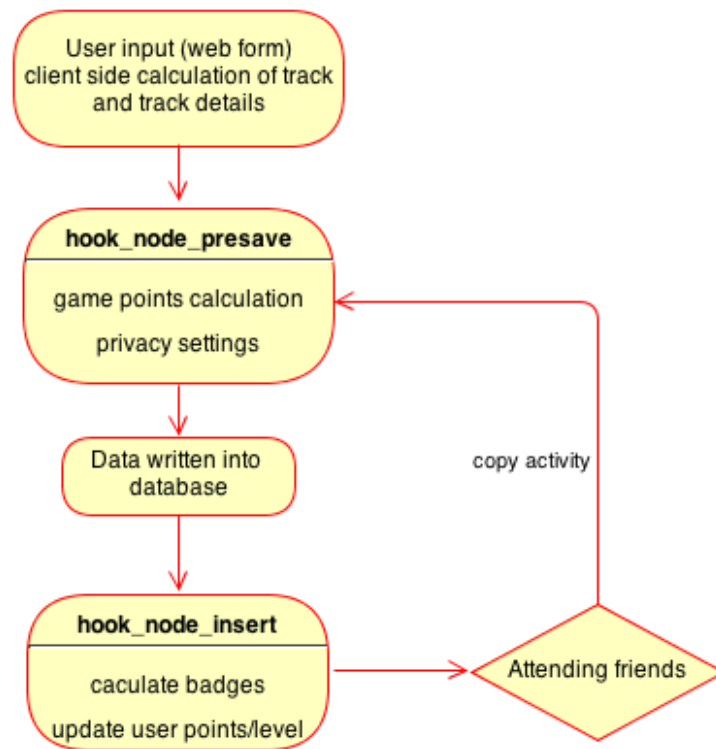 User input (web form)
client side calculation of track
and track details
hook_node_presave
game points calculation
privacy settings
Data written into
database
copy activity
hook_node_insert
caculate badges
update user points/level
Attending friends